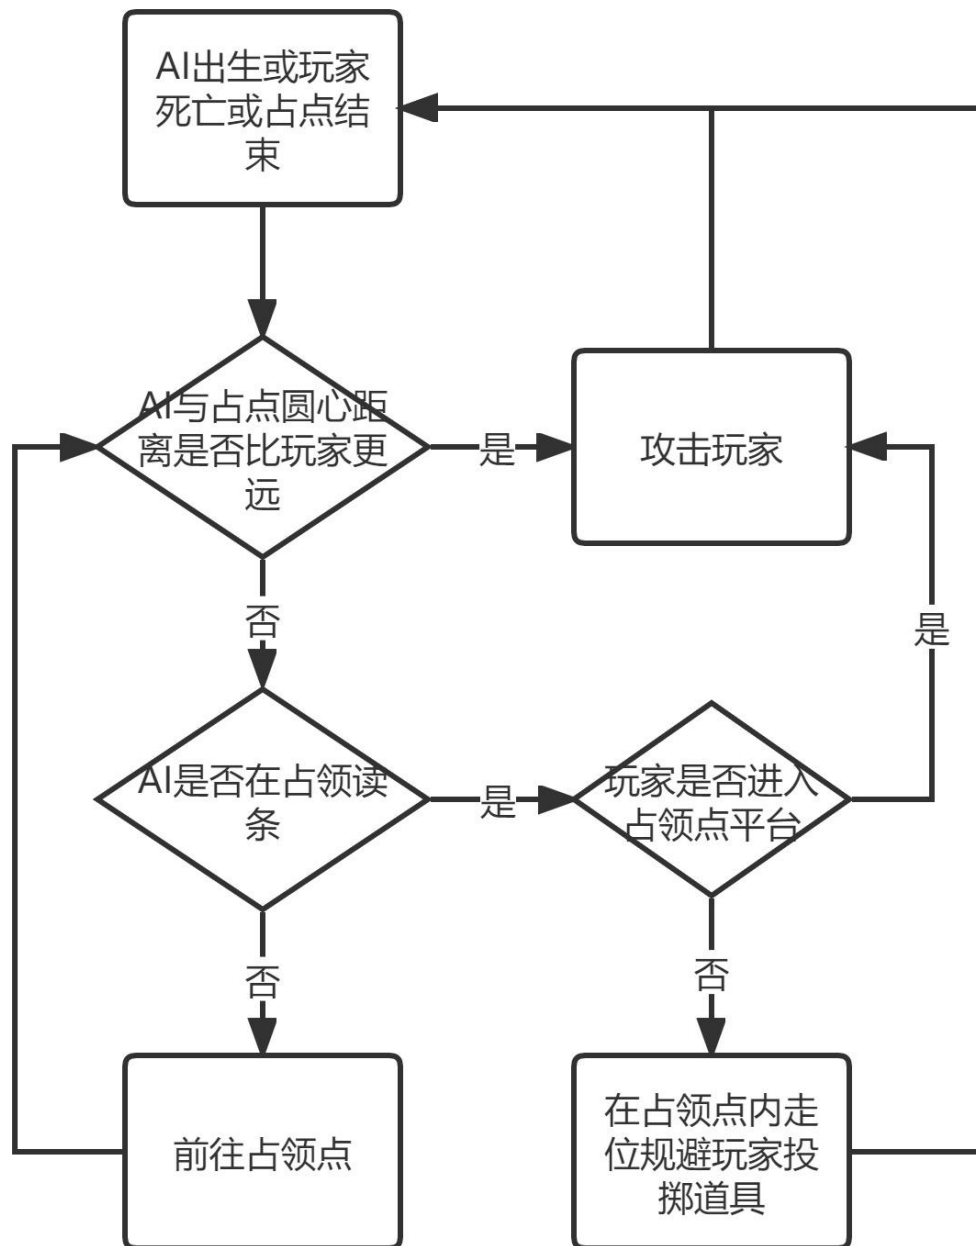 AI出生或玩家
死亡或占点结
束
AI与占点圆心距
离是否比玩家更
远
是
攻击玩家
否
是
AI是否在占领读
条
是
玩家是否进入
占领点平台
否
否
前往占领点
在占领点内走
位规避玩家投
掷道具